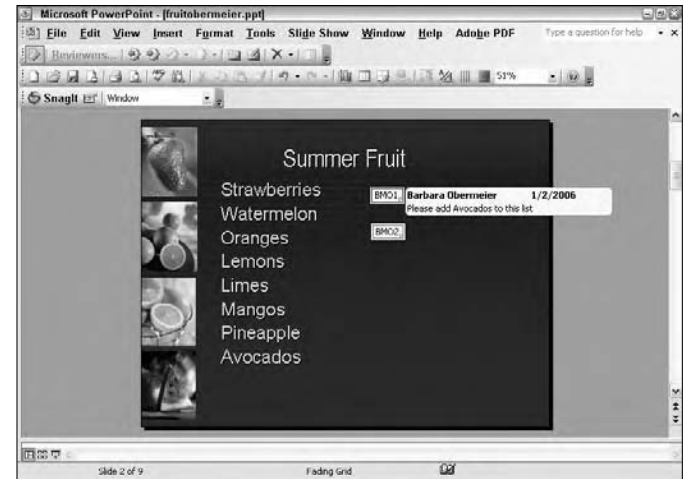 Microsoft PowerPoint - [fruitobermeier.ppt]
File Edit View Insert Format Tools Slide Show Window Help Adobe PDF Type a question for help
Reviewers...
51%
SnagIt Window
Summer Fruit
Strawberries
BMO1 Barbara Obermeier 1/2/2006
Please add Avocados to this list
Watermelon
BMO2
Oranges
Lemons
Limes
Mangos
Pineapple
Avocados
Slide 2 of 9 Fading Grid